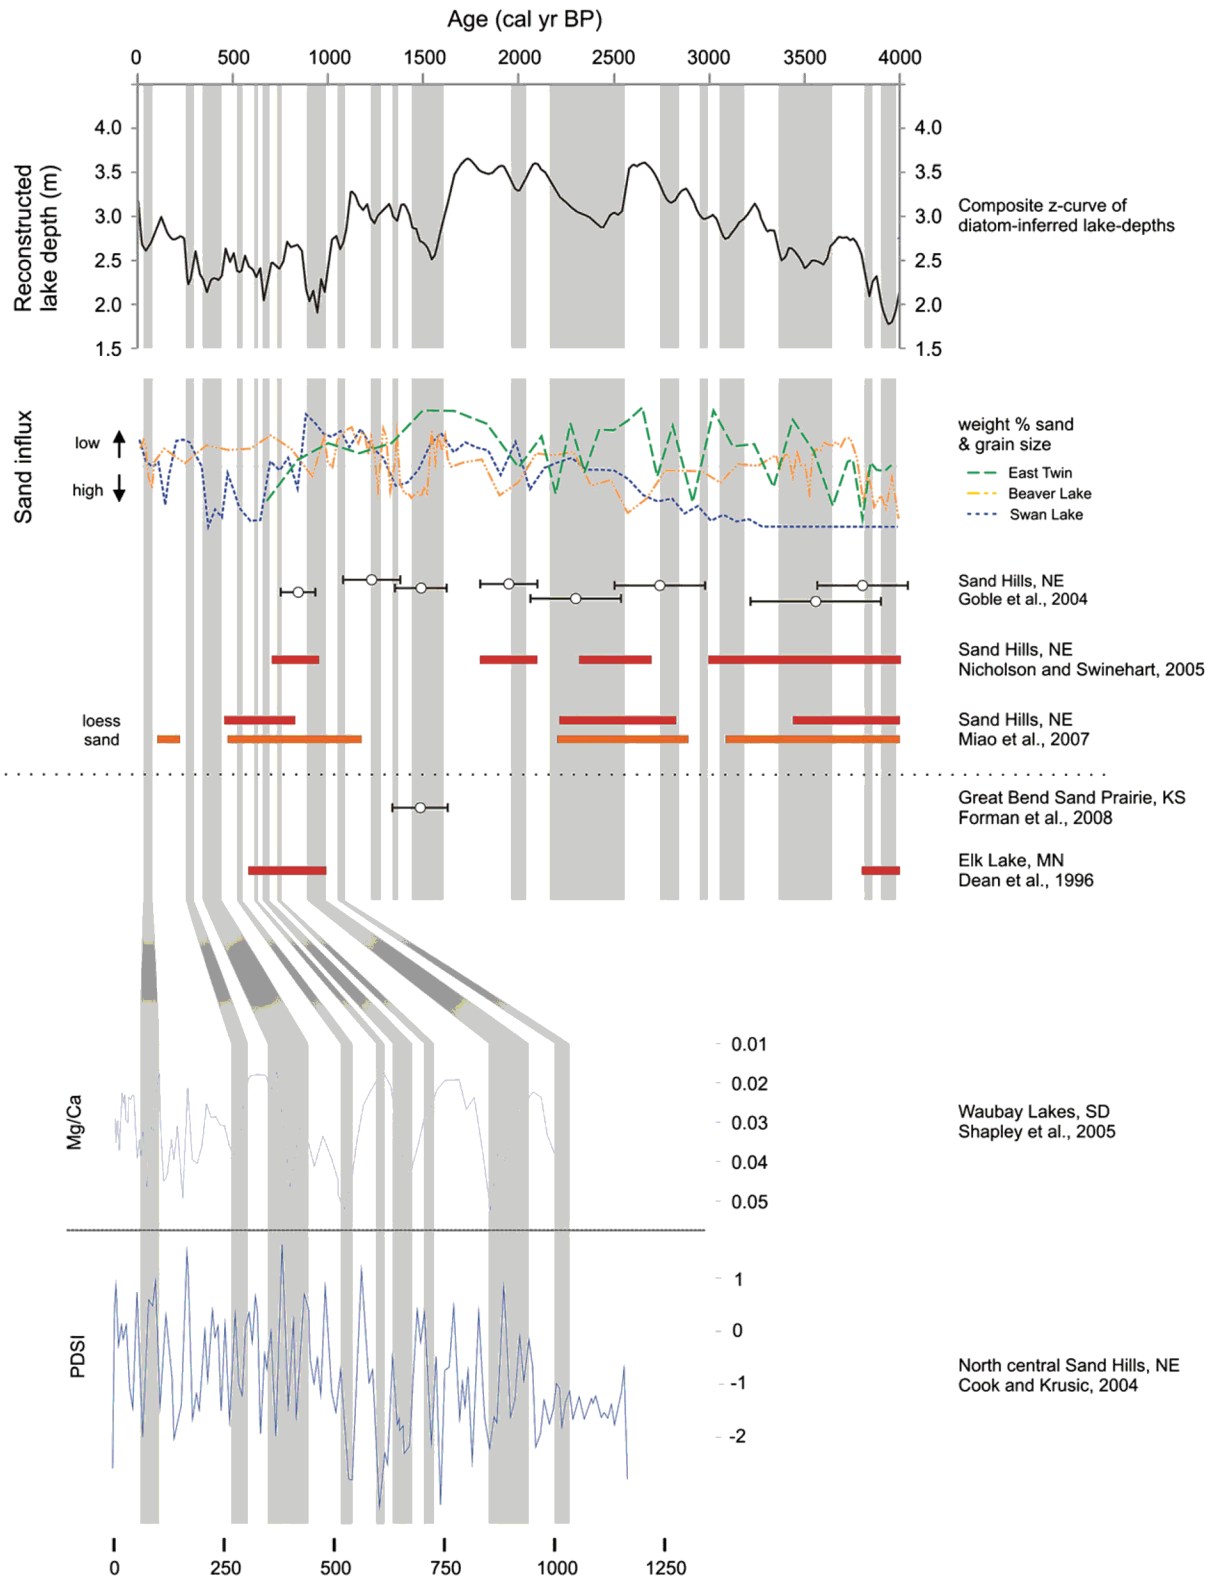 Age (cal yr BP)
0 500 1000 1500 2000 2500 3000 3500 4000
Reconstructed
lake depth (m)
4.0 4.0
3.5 3.5
3.0 3.0
2.5 2.5
2.0 2.0
1.5 1.5
Composite z-curve of
diatom-inferred lake-depths
Sand influx
low
high
weight % sand
& grain size
East Twin
Beaver Lake
Swan Lake
Sand Hills, NE
Goble et al., 2004
Sand Hills, NE
Nicholson and Swinehart, 2005
loess
sand
Sand Hills, NE
Miao et al., 2007
Great Bend Sand Prairie, KS
Forman et al., 2008
Elk Lake, MN
Dean et al., 1996
Mg/Ca
0.01
0.02
0.03
0.04
0.05
Waubay Lakes, SD
Shapley et al., 2005
PDSI
1
0
-1
-2
North central Sand Hills, NE
Cook and Krusic, 2004
0 250 500 750 1000 1250